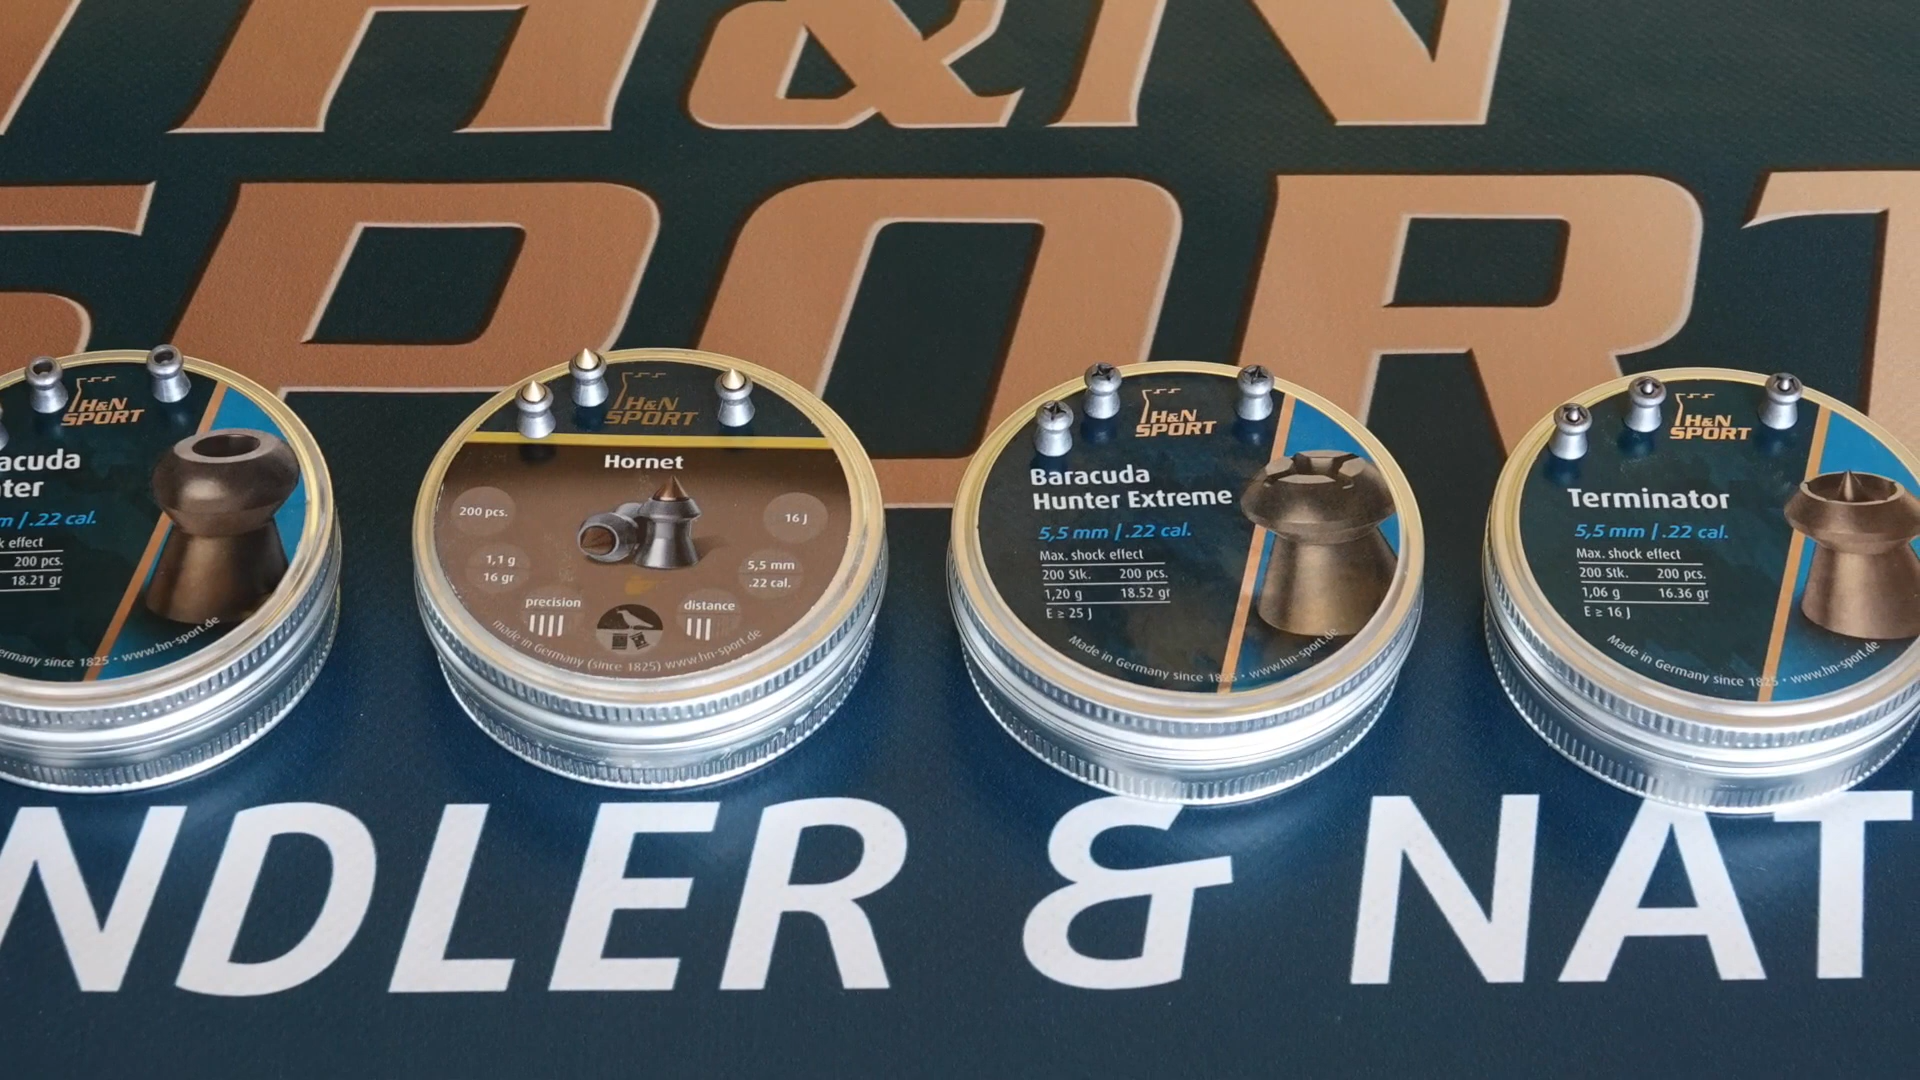 H&N
SPORT
H&N
SPORT
acuda
ter
m | .22 cal.
k effect
200 pcs.
18.21 gr
ermany since 1825 • www.hn-sport.de
H&N
SPORT
Hornet
200 pcs.
16 J
1,1 g
16 gr
5,5 mm
.22 cal.
precision
distance
made in Germany (since 1825) www.hn-sport.de
H&N
SPORT
Baracuda
Hunter Extreme
5,5 mm | .22 cal.
Max. shock effect
200 Stk. 200 pcs.
1,20 g 18.52 gr
E ≥ 25 J
Made in Germany since 1825 • www.hn-sport.de
H&N
SPORT
Terminator
5,5 mm | .22 cal.
Max. shock effect
200 Stk. 200 pcs.
1,06 g 16.36 gr
E ≥ 16 J
Made in Germany since 1825 • www.hn-sport.de
NDLER & NAT